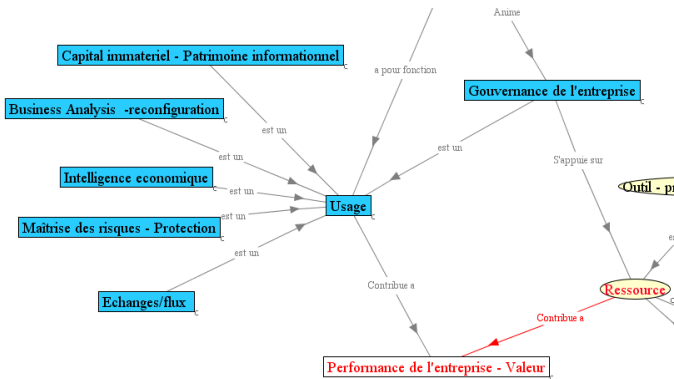 Anime
Capital immateriel - Patrimoine informationnel
C
a pour fonction
Gouvernance de l'entreprise
C
Business Analysis -reconfiguration
C
est un
est un
est un
S'appuie sur
Intelligence economique
C
est un
Outil - pr
Usage
C
est un
Maîtrise des risques - Protection
C
est un
Contribue a
Ressource
Echanges/flux
C
Contribue a
Performance de l'entreprise - Valeur
C